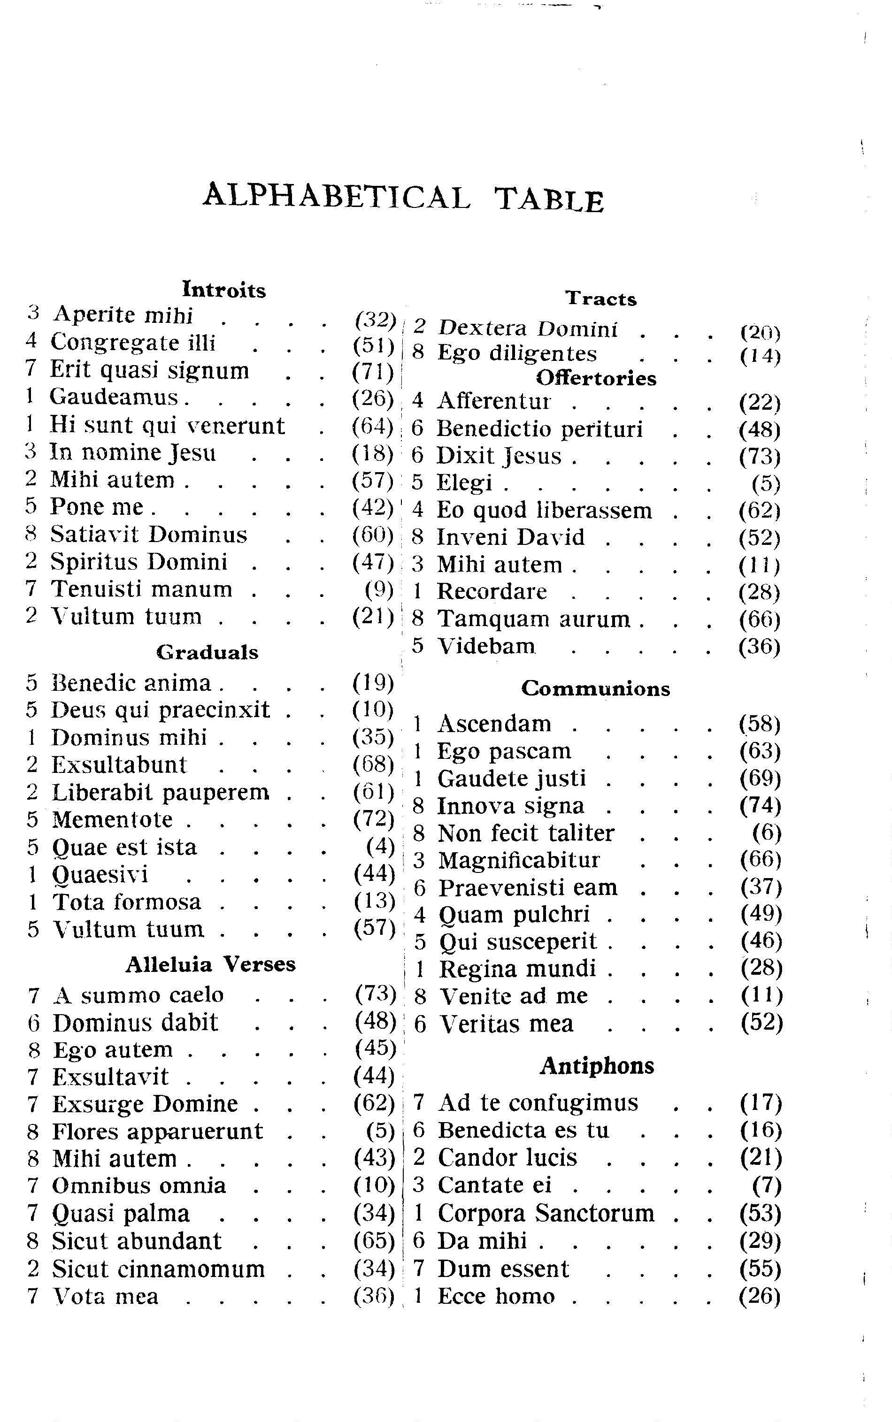 ALPHABETICAL TABLE
Introits
3 Aperite mihi . . . . (32)
4 Congregate illi . . . (51)
7 Erit quasi signum . . (71)
1 Gaudeamus . . . . . (26)
1 Hi sunt qui venerunt . (64)
3 In nomine Jesu . . . (18)
2 Mihi autem . . . . . (57)
5 Pone me . . . . . . (42)
8 Satiavit Dominus . . (60)
2 Spiritus Domini . . . (47)
7 Tenuisti manum . . . (9)
2 Vultum tuum . . . . (21)
Graduals
5 Benedic anima . . . . (19)
5 Deus qui praecinxit . . (10)
1 Dominus mihi . . . . (35)
2 Exsultabunt . . . . (68)
2 Liberabit pauperem . . (61)
5 Mementote . . . . . (72)
5 Quae est ista . . . . (4)
1 Quaesivi . . . . . (44)
1 Tota formosa . . . . (13)
5 Vultum tuum . . . . (57)
Alleluia Verses
7 A summo caelo . . . (73)
6 Dominus dabit . . . (48)
8 Ego autem . . . . . (45)
7 Exsultavit . . . . . (44)
7 Exsurge Domine . . . (62)
8 Flores apparuerunt . . (5)
8 Mihi autem . . . . . (43)
7 Omnibus omnia . . . (10)
7 Quasi palma . . . . (34)
8 Sicut abundant . . . (65)
2 Sicut cinnamomum . . (34)
7 Vota mea . . . . . (36)
Tracts
2 Dextera Domini . . . (20)
8 Ego diligentes . . . (14)
Offertories
4 Afferentur . . . . . (22)
6 Benedictio perituri . . (48)
6 Dixit Jesus . . . . . (73)
5 Elegi . . . . . . . (5)
4 Eo quod liberassem . . (62)
8 Inveni David . . . . (52)
3 Mihi autem . . . . . (11)
1 Recordare . . . . . (28)
8 Tamquam aurum . . . (66)
5 Videbam . . . . . (36)
Communions
1 Ascendam . . . . . (58)
1 Ego pascam . . . . (63)
1 Gaudete justi . . . . (69)
8 Innova signa . . . . (74)
8 Non fecit taliter . . . (6)
3 Magnificabitur . . . (66)
6 Praevenisti eam . . . (37)
4 Quam pulchri . . . . (49)
5 Qui susceperit . . . . (46)
1 Regina mundi . . . . (28)
8 Venite ad me . . . . (11)
6 Veritas mea . . . . (52)
Antiphons
7 Ad te confugimus . . (17)
6 Benedicta es tu . . . (16)
2 Candor lucis . . . . (21)
3 Cantate ei . . . . . (7)
1 Corpora Sanctorum . . (53)
6 Da mihi . . . . . . (29)
7 Dum essent . . . . (55)
1 Ecce homo . . . . . (26)